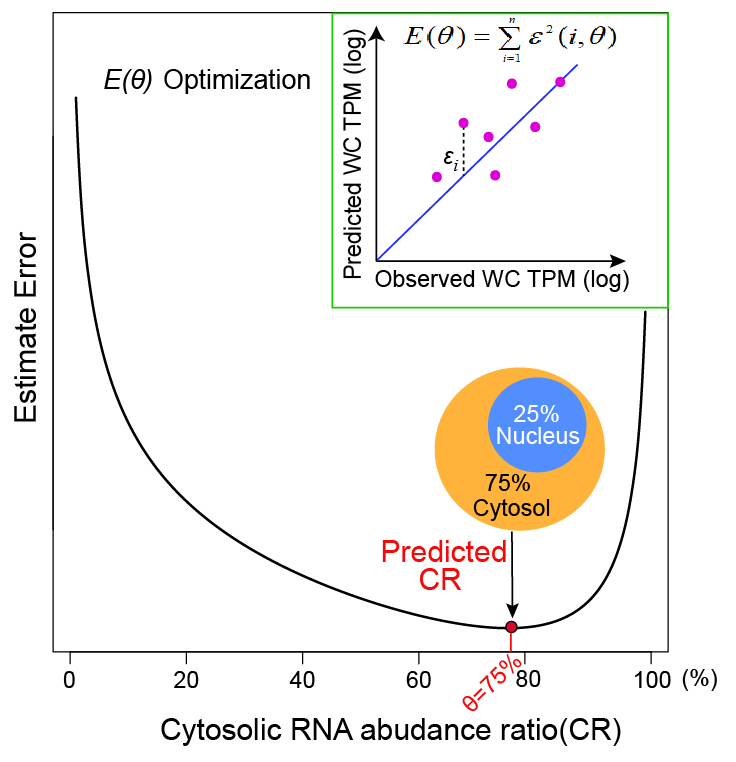 E(θ) Optimization
E(θ) = n∑i=1 ε²(i,θ)
Predicted WC TPM (log)
εi
Observed WC TPM (log)
Estimate Error
25%
Nucleus
75%
Cytosol
Predicted
CR
θ=75%
0 20 40 60 80 100 (%)
Cytosolic RNA abudance ratio(CR)